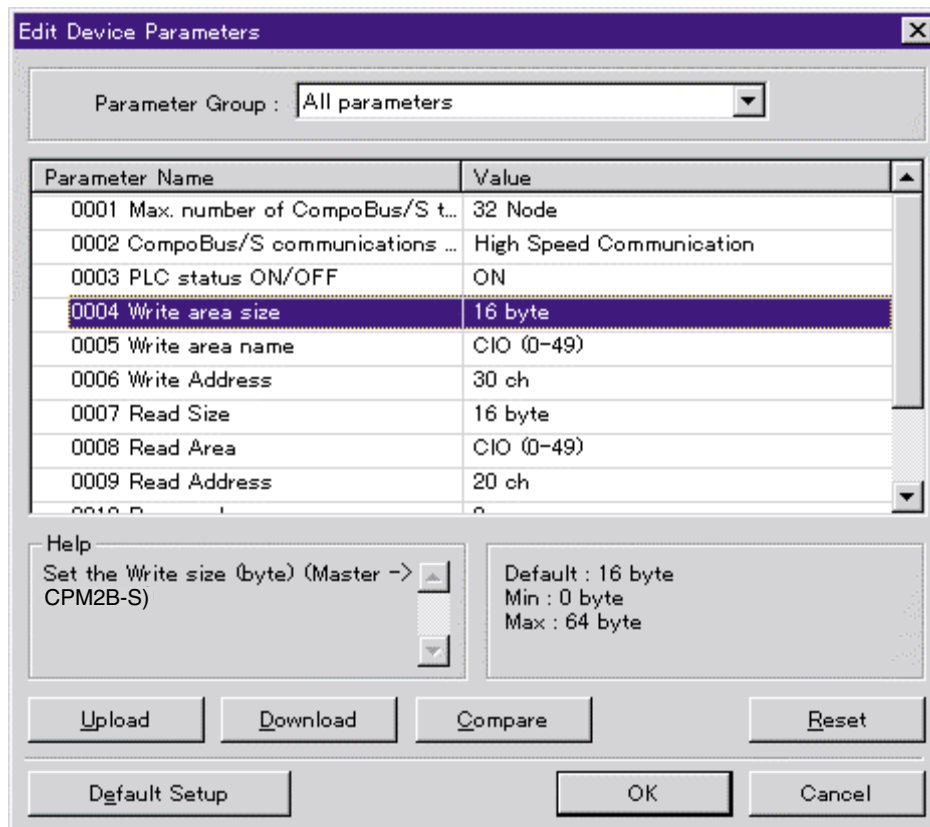 Edit Device Parameters
Parameter Group : All parameters
Parameter Name Value
0001 Max. number of CompoBus/S t... 32 Node
0002 CompoBus/S communications ... High Speed Communication
0003 PLC status ON/OFF ON
0004 Write area size 16 byte
0005 Write area name CIO (0-49)
0006 Write Address 30 ch
0007 Read Size 16 byte
0008 Read Area CIO (0-49)
0009 Read Address 20 ch
Help
Set the Write size (byte) (Master ->
CPM2B-S)
Default : 16 byte
Min : 0 byte
Max : 64 byte
Upload Download Compare Reset
Default Setup OK Cancel